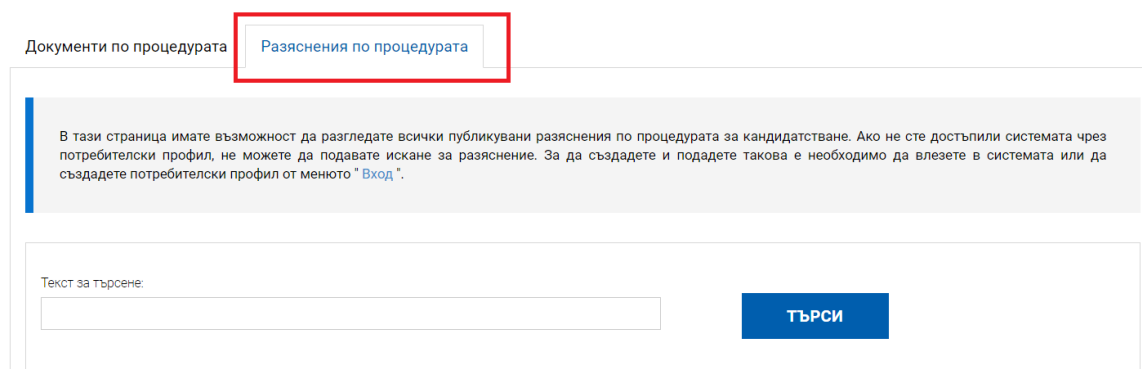 Документи по процедурата Разяснения по процедурата
В тази страница имате възможност да разгледате всички публикувани разяснения по процедурата за кандидатстване. Ако не сте достъпили системата чрез
потребителски профил, не можете да подавате искане за разяснение. За да създадете и подадете такова е необходимо да влезете в системата или да
създадете потребителски профил от менюто " Вход ".
Текст за търсене:
ТЪРСИ